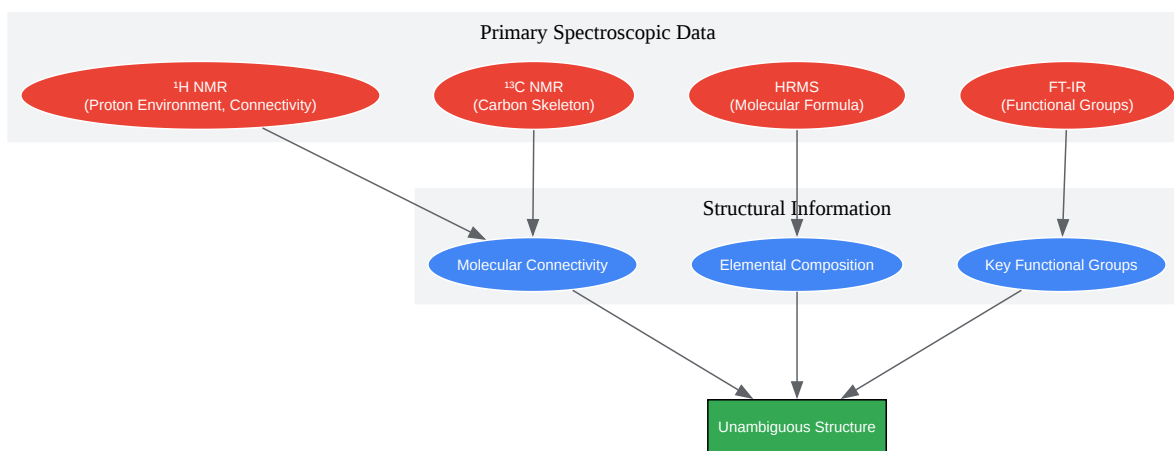 Primary Spectroscopic Data
¹H NMR
(Proton Environment, Connectivity)
¹³C NMR
(Carbon Skeleton)
HRMS
(Molecular Formula)
FT-IR
(Functional Groups)
Structural Information
Molecular Connectivity
Elemental Composition
Key Functional Groups
Unambiguous Structure